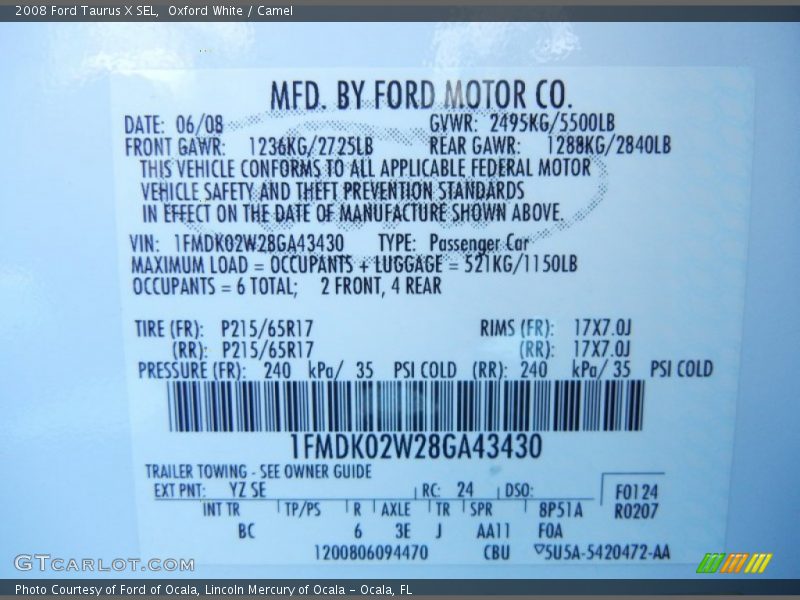 2008 Ford Taurus X SEL,  Oxford White / Camel
MFD. BY FORD MOTOR CO.
DATE: 06/08 GVWR: 2495KG/5500LB
FRONT GAWR: 1236KG/2725LB REAR GAWR: 1288KG/2840LB
THIS VEHICLE CONFORMS TO ALL APPLICABLE FEDERAL MOTOR
VEHICLE SAFETY AND THEFT PREVENTION STANDARDS
IN EFFECT ON THE DATE OF MANUFACTURE SHOWN ABOVE.
VIN: 1FMDK02W28GA43430 TYPE: Passenger Car
MAXIMUM LOAD = OCCUPANTS + LUGGAGE = 521KG/1150LB
OCCUPANTS = 6 TOTAL; 2 FRONT, 4 REAR
TIRE (FR): P215/65R17 RIMS (FR): 17X7.0J
(RR): P215/65R17 (RR): 17X7.0J
PRESSURE (FR): 240 kPa/ 35 PSI COLD (RR): 240 kPa/ 35 PSI COLD
1FMDK02W28GA43430
TRAILER TOWING - SEE OWNER GUIDE
EXT PNT: YZ SE RC: 24 DSO: F0124
INT TR TP/PS R AXLE TR SPR 8P51A R0207
BC 6 3E J AA11 F0A
1200806094470 CBU ▽5U5A-5420472-AA
GTCARLOT.COM
Photo Courtesy of Ford of Ocala, Lincoln Mercury of Ocala – Ocala, FL